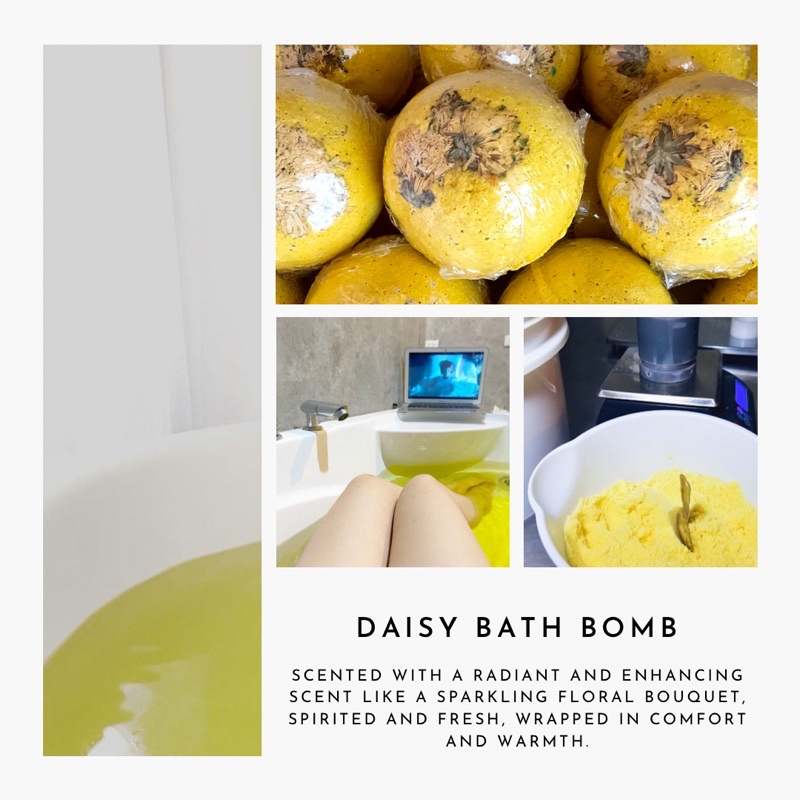 DAISY BATH BOMB
SCENTED WITH A RADIANT AND ENHANCING
SCENT LIKE A SPARKLING FLORAL BOUQUET,
SPIRITED AND FRESH, WRAPPED IN COMFORT
AND WARMTH.